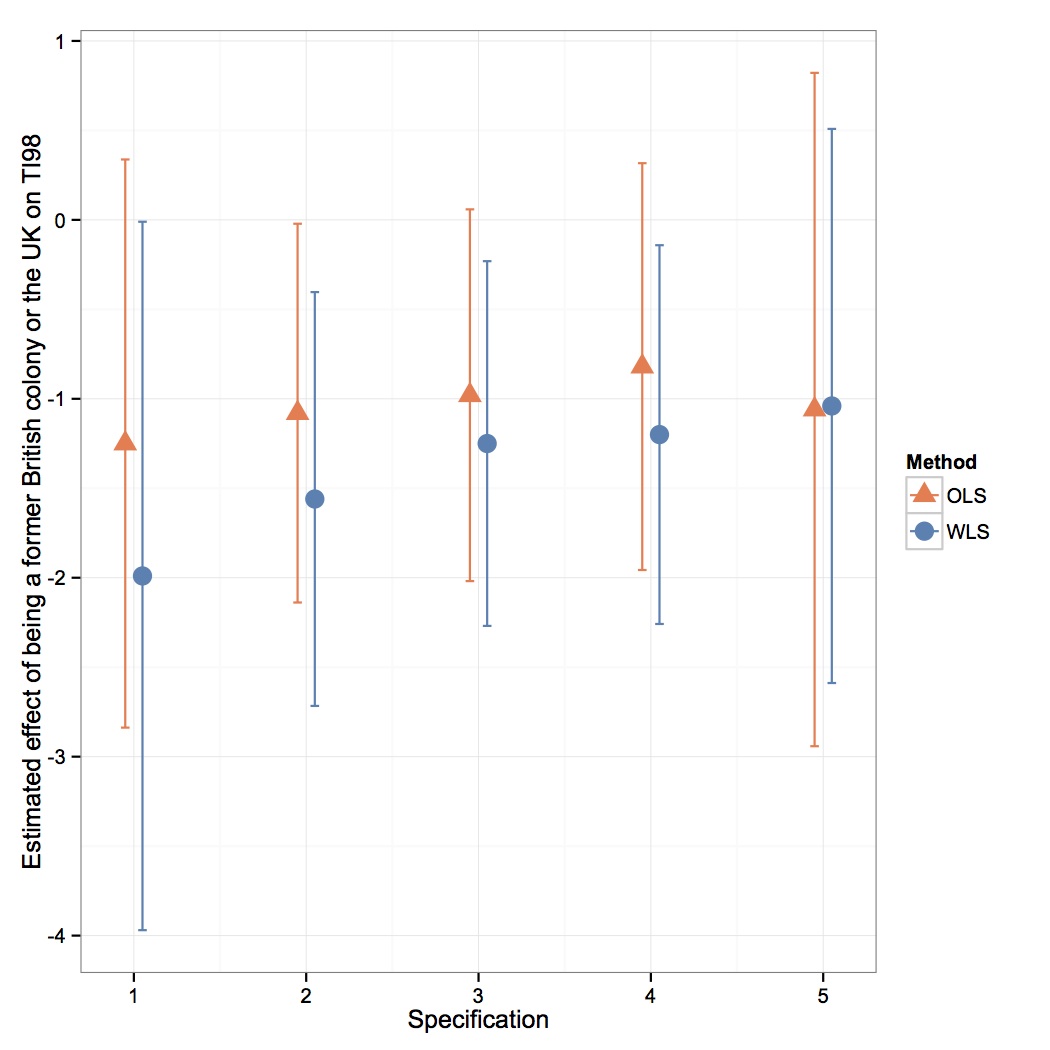 Estimated effect of being a former British colony or the UK on TI98
1
0
-1
-2
-3
-4
1 2 3 4 5
Specification
Method
OLS
WLS